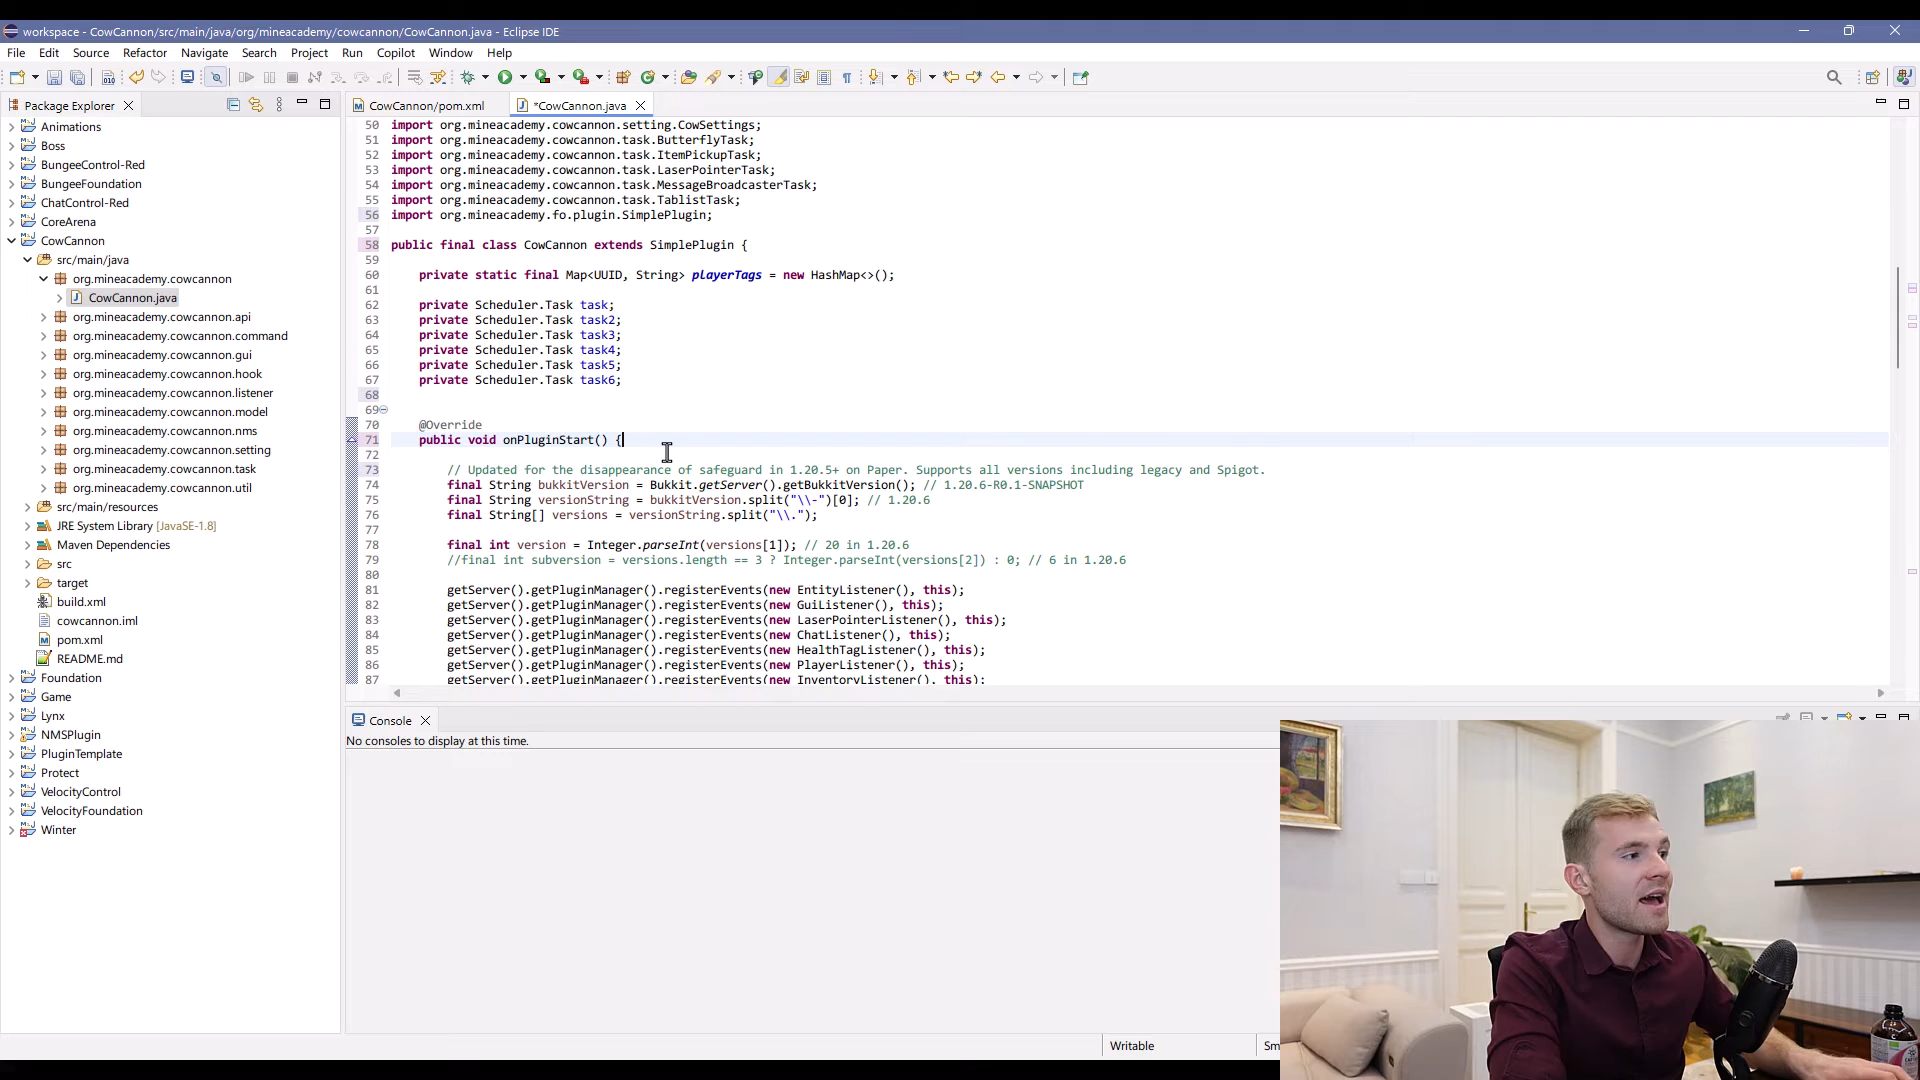 workspace - CowCannon/src/main/java/org/mineacademy/cowcannon/CowCannon.java - Eclipse IDE
File Edit Source Refactor Navigate Search Project Run Copilot Window Help
Package Explorer
CowCannon/pom.xml
*CowCannon.java
Animations
Boss
BungeeControl-Red
BungeeFoundation
ChatControl-Red
CoreArena
CowCannon
src/main/java
org.mineacademy.cowcannon
CowCannon.java
org.mineacademy.cowcannon.api
org.mineacademy.cowcannon.command
org.mineacademy.cowcannon.gui
org.mineacademy.cowcannon.hook
org.mineacademy.cowcannon.listener
org.mineacademy.cowcannon.model
org.mineacademy.cowcannon.nms
org.mineacademy.cowcannon.setting
org.mineacademy.cowcannon.task
org.mineacademy.cowcannon.util
src/main/resources
JRE System Library [JavaSE-1.8]
Maven Dependencies
src
target
build.xml
cowcannon.iml
pom.xml
README.md
Foundation
Game
Lynx
NMSPlugin
PluginTemplate
Protect
VelocityControl
VelocityFoundation
Winter
50 import org.mineacademy.cowcannon.setting.CowSettings;
51 import org.mineacademy.cowcannon.task.ButterflyTask;
52 import org.mineacademy.cowcannon.task.ItemPickupTask;
53 import org.mineacademy.cowcannon.task.LaserPointerTask;
54 import org.mineacademy.cowcannon.task.MessageBroadcasterTask;
55 import org.mineacademy.cowcannon.task.TablistTask;
56 import org.mineacademy.fo.plugin.SimplePlugin;
57
58 public final class CowCannon extends SimplePlugin {
59
60 private static final Map<UUID, String> playerTags = new HashMap<>();
61
62 private Scheduler.Task task;
63 private Scheduler.Task task2;
64 private Scheduler.Task task3;
65 private Scheduler.Task task4;
66 private Scheduler.Task task5;
67 private Scheduler.Task task6;
68
69
70 @Override
71 public void onPluginStart() {
72
73 // Updated for the disappearance of safeguard in 1.20.5+ on Paper. Supports all versions including legacy and Spigot.
74 final String bukkitVersion = Bukkit.getServer().getBukkitVersion(); // 1.20.6-R0.1-SNAPSHOT
75 final String versionString = bukkitVersion.split("\\-")[0]; // 1.20.6
76 final String[] versions = versionString.split("\\.");
77
78 final int version = Integer.parseInt(versions[1]); // 20 in 1.20.6
79 //final int subversion = versions.length == 3 ? Integer.parseInt(versions[2]) : 0; // 6 in 1.20.6
80
81 getServer().getPluginManager().registerEvents(new EntityListener(), this);
82 getServer().getPluginManager().registerEvents(new GuiListener(), this);
83 getServer().getPluginManager().registerEvents(new LaserPointerListener(), this);
84 getServer().getPluginManager().registerEvents(new ChatListener(), this);
85 getServer().getPluginManager().registerEvents(new HealthTagListener(), this);
86 getServer().getPluginManager().registerEvents(new PlayerListener(), this);
87 getServer().getPluginManager().registerEvents(new InventoryListener(), this);
Console
No consoles to display at this time.
Writable
Sm